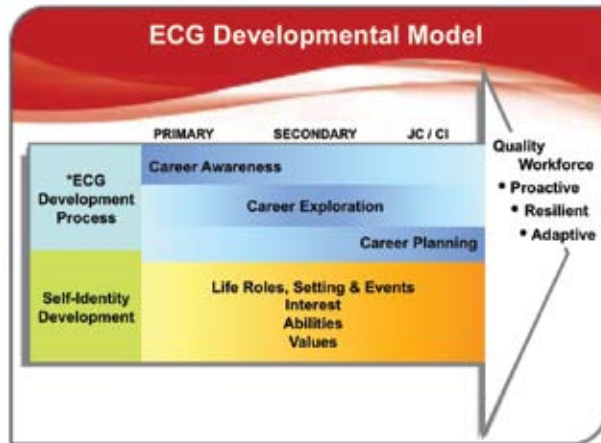 ECG Developmental Model
PRIMARY SECONDARY JC / CI
*ECG
Development
Process
Career Awareness
Career Exploration
Career Planning
Self-Identity
Development
Life Roles, Setting & Events
Interest
Abilities
Values
Quality
Workforce
• Proactive
• Resilient
• Adaptive